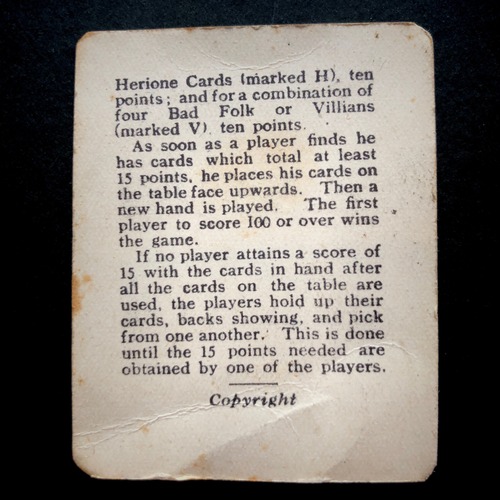 Herione Cards (marked H), ten
points; and for a combination of
four Bad Folk or Villians
(marked V) ten points.
As soon as a player finds he
has cards which total at least
15 points, he places his cards on
the table face upwards. Then a
new hand is played. The first
player to score 100 or over wins
the game.
If no player attains a score of
15 with the cards in hand after
all the cards on the table are
used, the players hold up their
cards, backs showing, and pick
from one another. This is done
until the 15 points needed are
obtained by one of the players.
Copyright